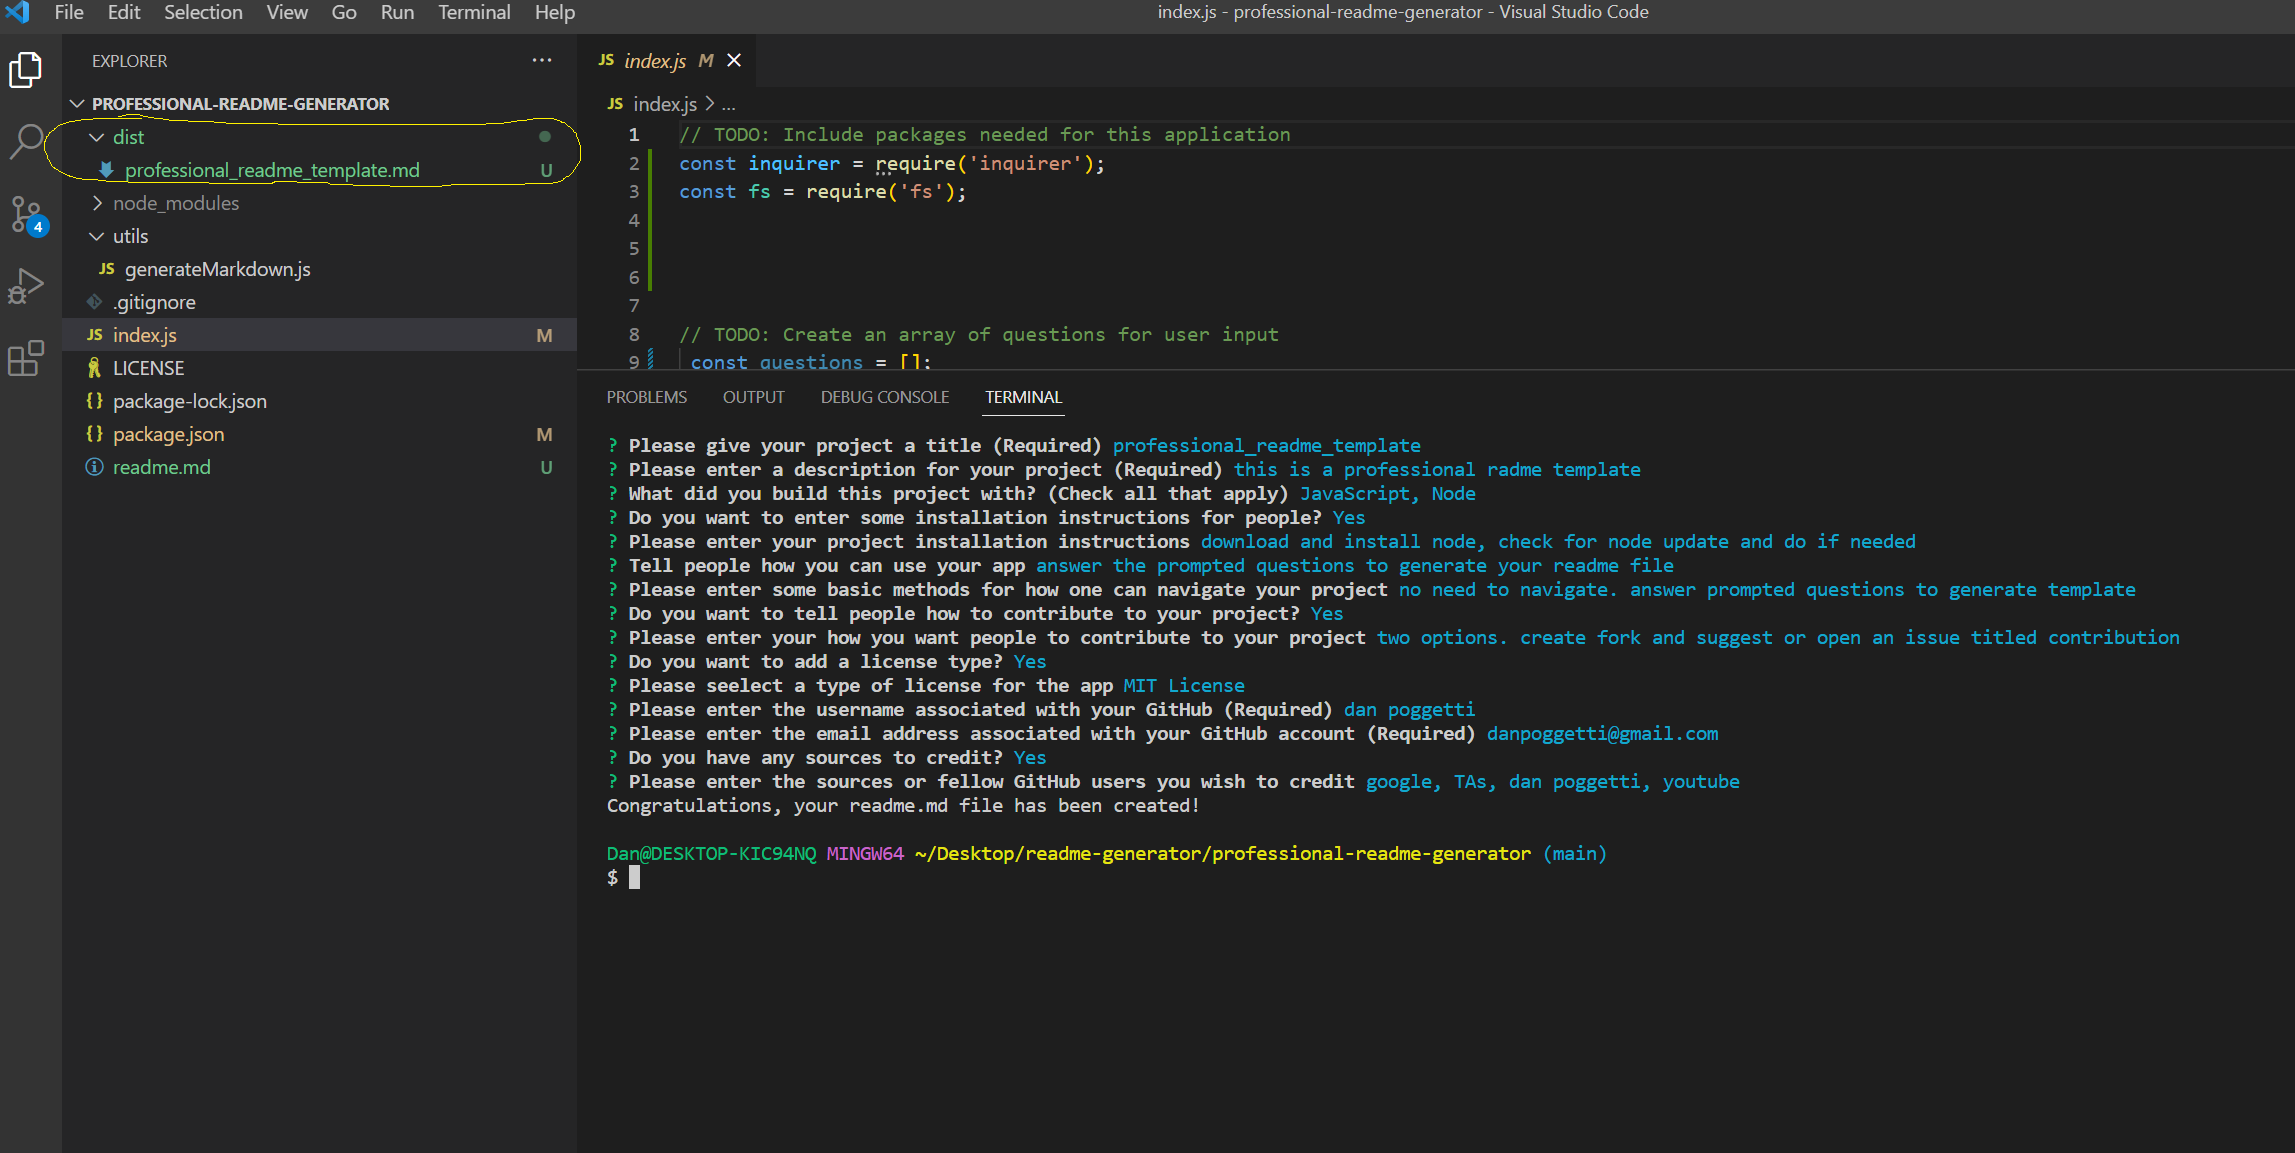 File Edit Selection View Go Run Terminal Help
index.js - professional-readme-generator - Visual Studio Code
EXPLORER
PROFESSIONAL-README-GENERATOR
dist
professional_readme_template.md U
node_modules
utils
JS generateMarkdown.js
.gitignore
JS index.js M
LICENSE
{} package-lock.json
{} package.json M
readme.md U
4
JS index.js M
JS index.js > ...
1 // TODO: Include packages needed for this application
2 const inquirer = require('inquirer');
3 const fs = require('fs');
4
5
6
7
8 // TODO: Create an array of questions for user input
9 const questions = [];
PROBLEMS OUTPUT DEBUG CONSOLE TERMINAL
? Please give your project a title (Required) professional_readme_template
? Please enter a description for your project (Required) this is a professional radme template
? What did you build this project with? (Check all that apply) JavaScript, Node
? Do you want to enter some installation instructions for people? Yes
? Please enter your project installation instructions download and install node, check for node update and do if needed
? Tell people how you can use your app answer the prompted questions to generate your readme file
? Please enter some basic methods for how one can navigate your project no need to navigate. answer prompted questions to generate template
? Do you want to tell people how to contribute to your project? Yes
? Please enter your how you want people to contribute to your project two options. create fork and suggest or open an issue titled contribution
? Do you want to add a license type? Yes
? Please seelect a type of license for the app MIT License
? Please enter the username associated with your GitHub (Required) dan poggetti
? Please enter the email address associated with your GitHub account (Required) danpoggetti@gmail.com
? Do you have any sources to credit? Yes
? Please enter the sources or fellow GitHub users you wish to credit google, TAs, dan poggetti, youtube
Congratulations, your readme.md file has been created!
Dan@DESKTOP-KIC94NQ MINGW64 ~/Desktop/readme-generator/professional-readme-generator (main)
$